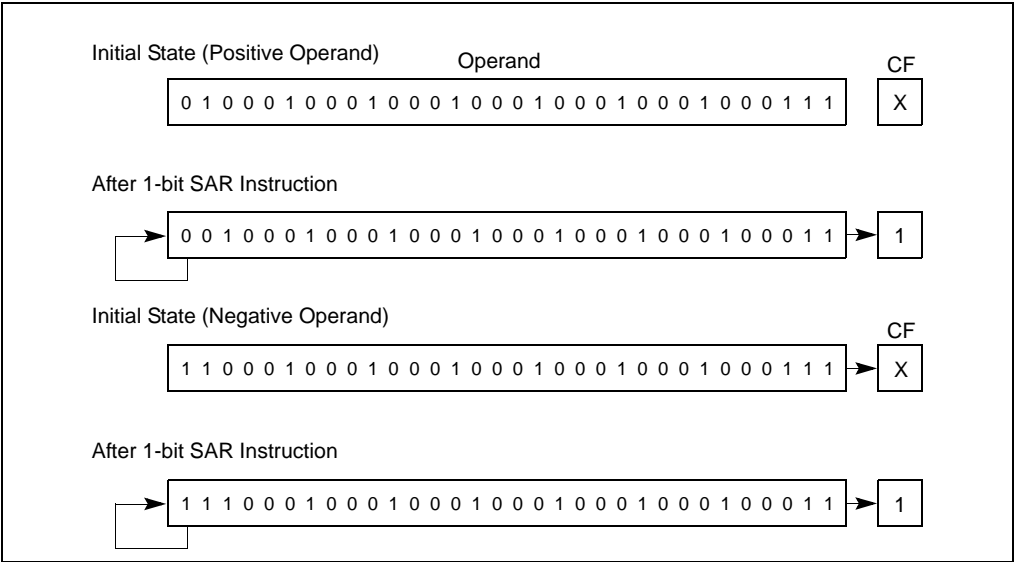 Initial State (Positive Operand)
Operand
CF
0 1 0 0 0 1 0 0 0 1 0 0 0 1 0 0 0 1 0 0 0 1 0 0 0 1 0 0 0 1 1 1
X
After 1-bit SAR Instruction
0 0 1 0 0 0 1 0 0 0 1 0 0 0 1 0 0 0 1 0 0 0 1 0 0 0 1 0 0 0 1 1
1
Initial State (Negative Operand)
CF
1 1 0 0 0 1 0 0 0 1 0 0 0 1 0 0 0 1 0 0 0 1 0 0 0 1 0 0 0 1 1 1
X
After 1-bit SAR Instruction
1 1 1 0 0 0 1 0 0 0 1 0 0 0 1 0 0 0 1 0 0 0 1 0 0 0 1 0 0 0 1 1
1